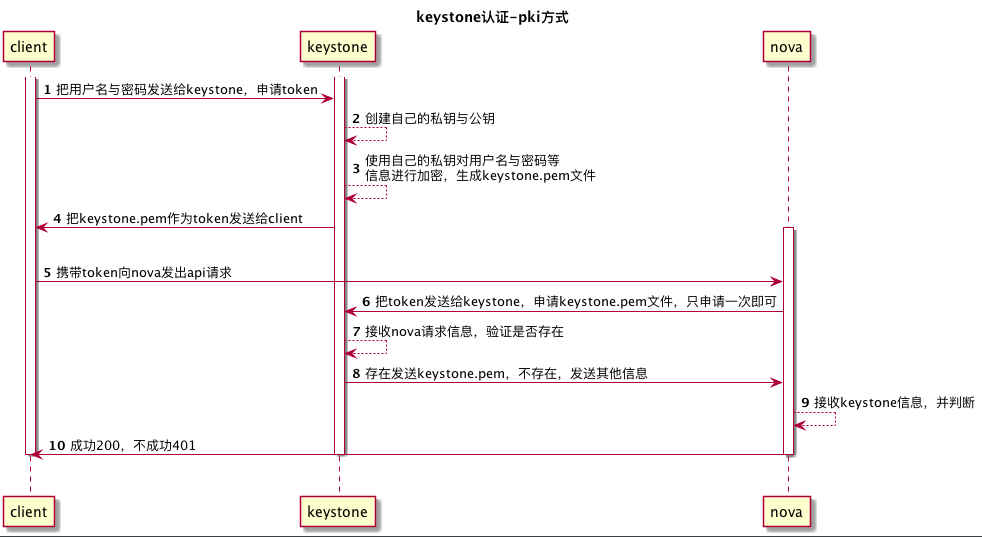 keystone认证-pki方式
client
keystone
nova
1 把用户名与密码发送给keystone，申请token
2 创建自己的私钥与公钥
3 使用自己的私钥对用户名与密码等
信息进行加密，生成keystone.pem文件
4 把keystone.pem作为token发送给client
5 携带token向nova发出api请求
6 把token发送给keystone，申请keystone.pem文件，只申请一次即可
7 接收nova请求信息，验证是否存在
8 存在发送keystone.pem，不存在，发送其他信息
9 接收keystone信息，并判断
10 成功200，不成功401
client
keystone
nova